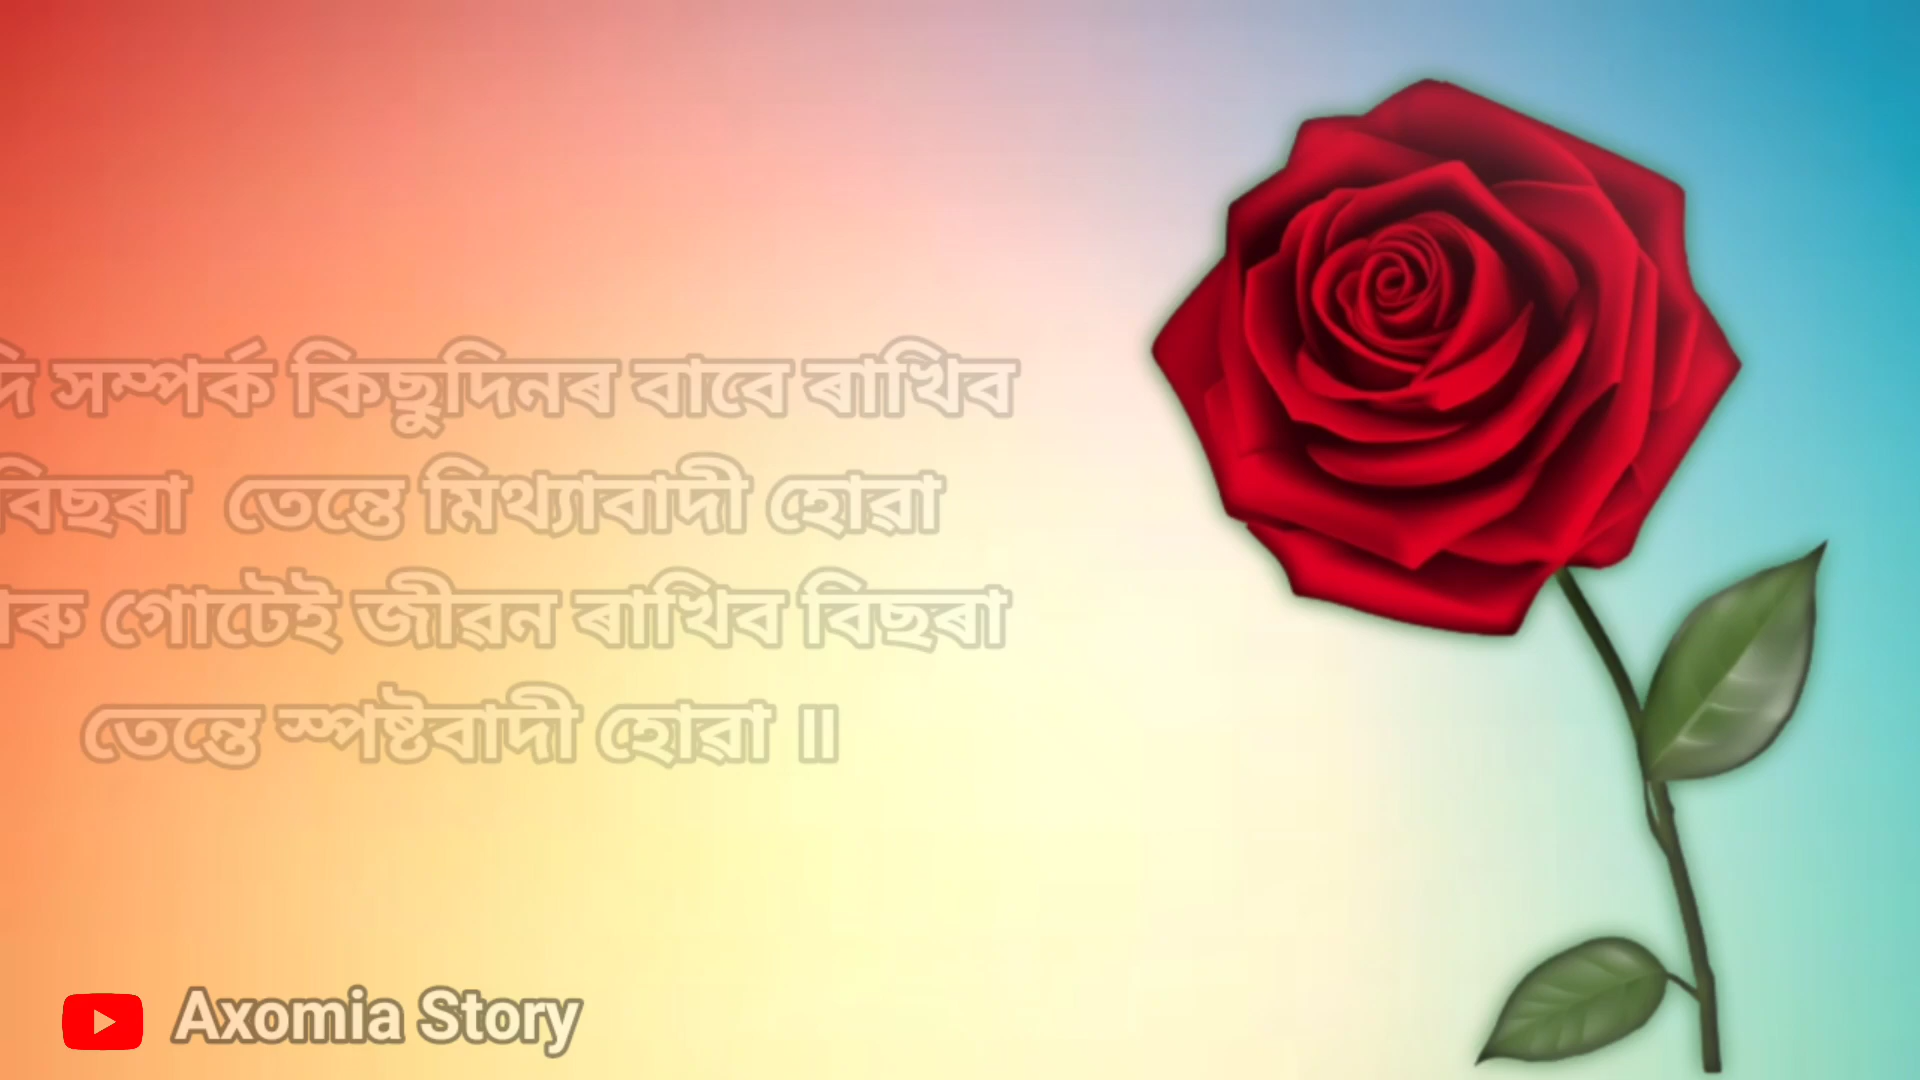 সম্পৰ্ক কিছুদিনৰ বাবে ৰাখিব
বিছৰা তেন্তে মিথ্যাবাদী হোৱা
গোটেই জীৱন ৰাখিব বিছৰা
তেন্তে স্পষ্টবাদী হোৱা ॥
Axomia Story